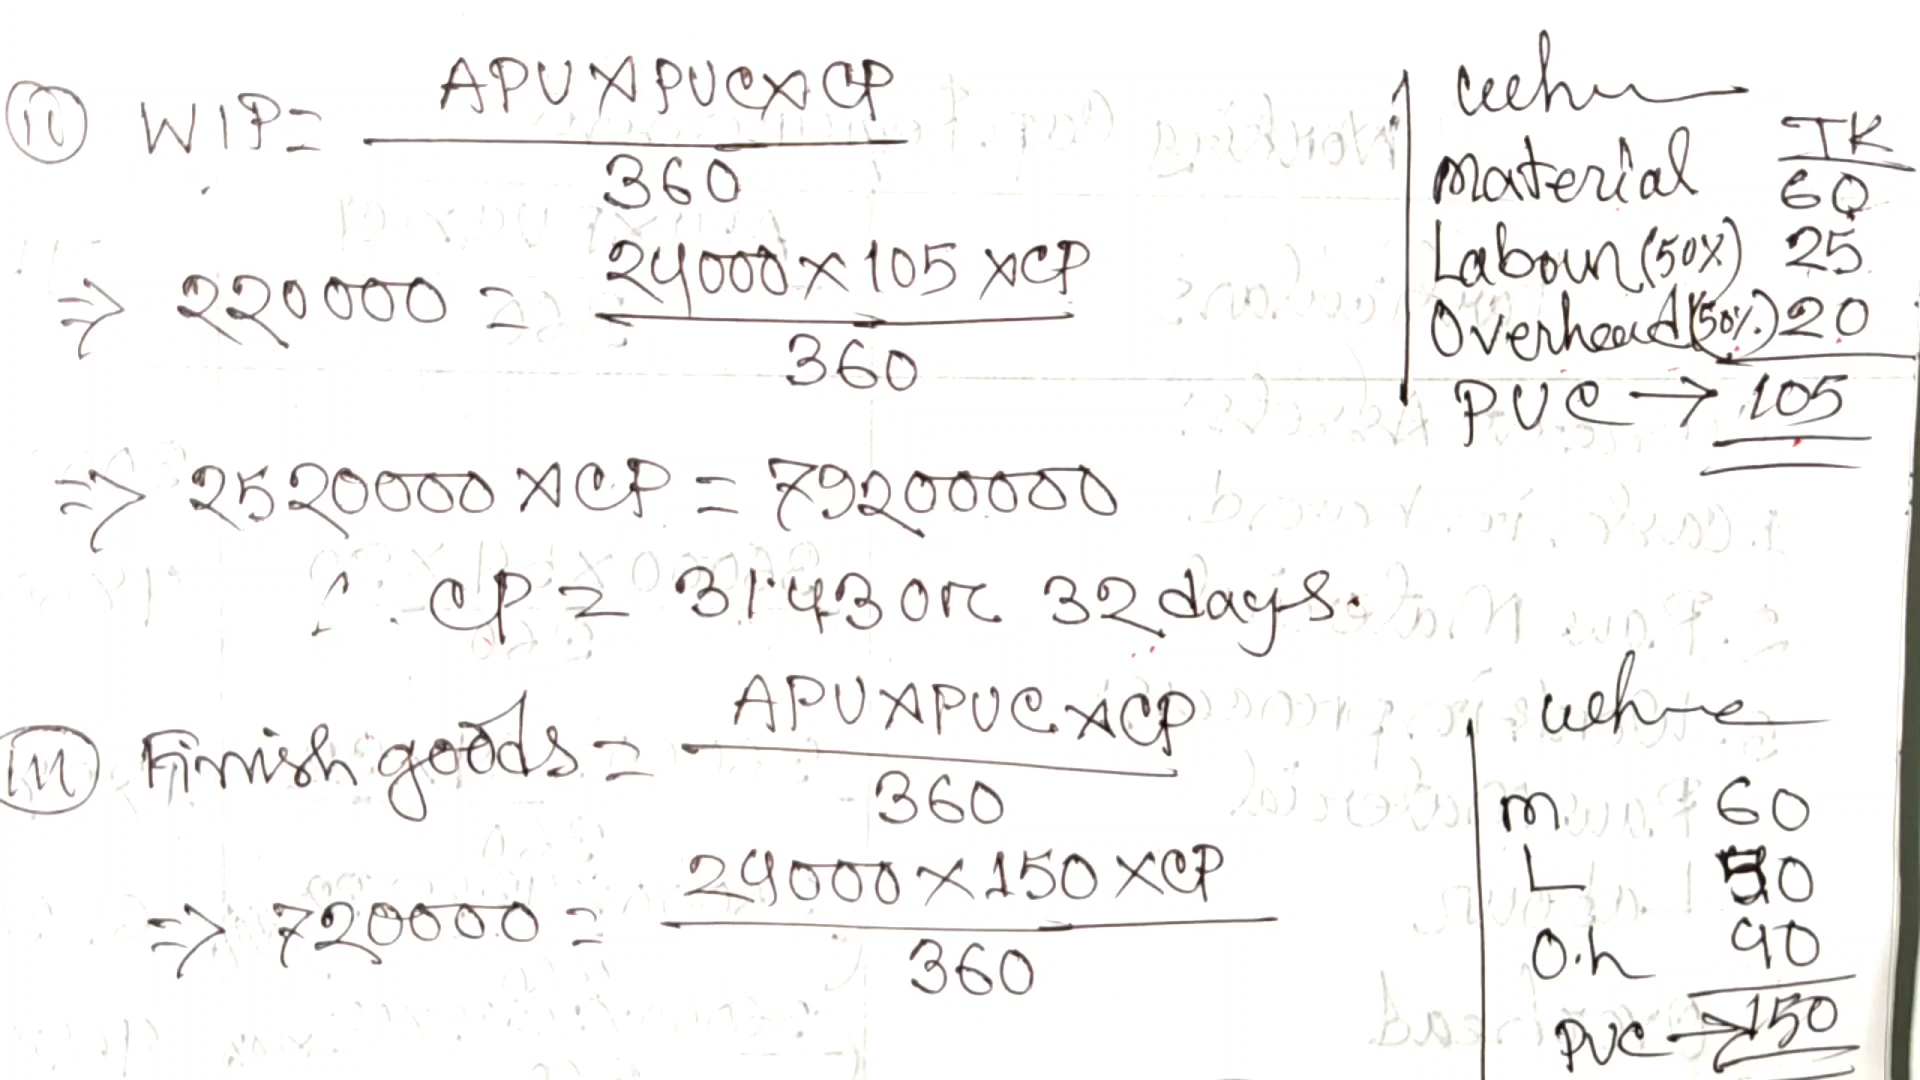 (ii) WIP = APU × PUC × CP / 360
⇒ 220000 = 24000 × 105 × CP / 360
⇒ 2520000 × CP = 79200000
∴ CP = 31.43 or 32 days.
where
TK
Material 60
Labour (50%) 25
Overhead (50%) 20
PUC → 105
(iii) Finish goods = APU × PUC × CP / 360
⇒ 720000 = 24000 × 150 × CP / 360
where
M 60
L 50
O.h 40
PUC → 150